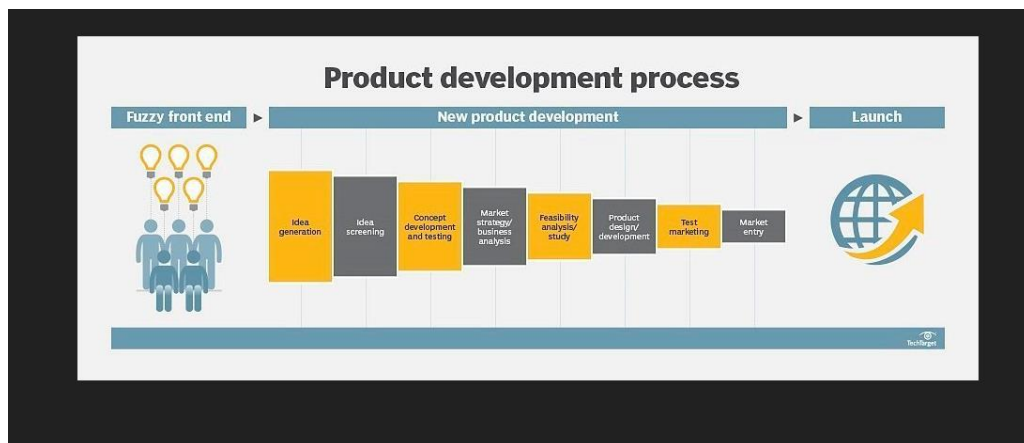 Product development process
Fuzzy front end
New product development
Launch
Idea
generation
Idea
screening
Concept
development
and testing
Market
strategy/
business
analysis
Feasibility
analysis/
study
Product
design/
development
Test
marketing
Market
entry
TechTarget